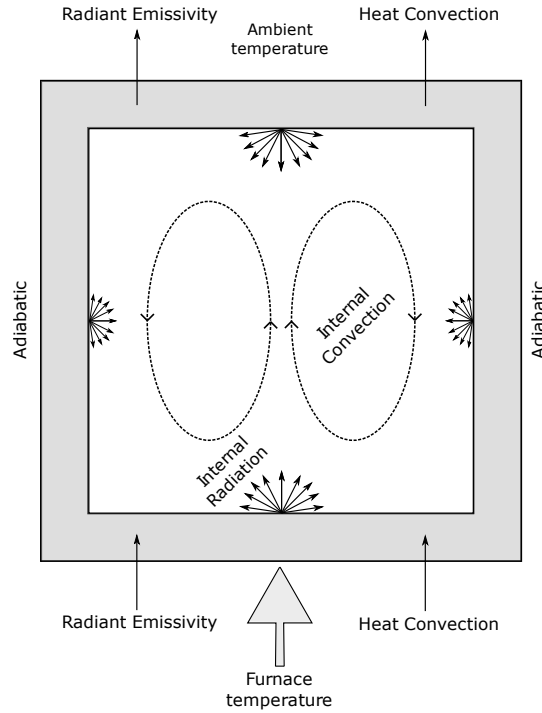 Radiant Emissivity
Heat Convection
Ambient
temperature
Adiabatic
Internal
Convection
Adiabatic
Internal
Radiation
Radiant Emissivity
Heat Convection
Furnace
temperature